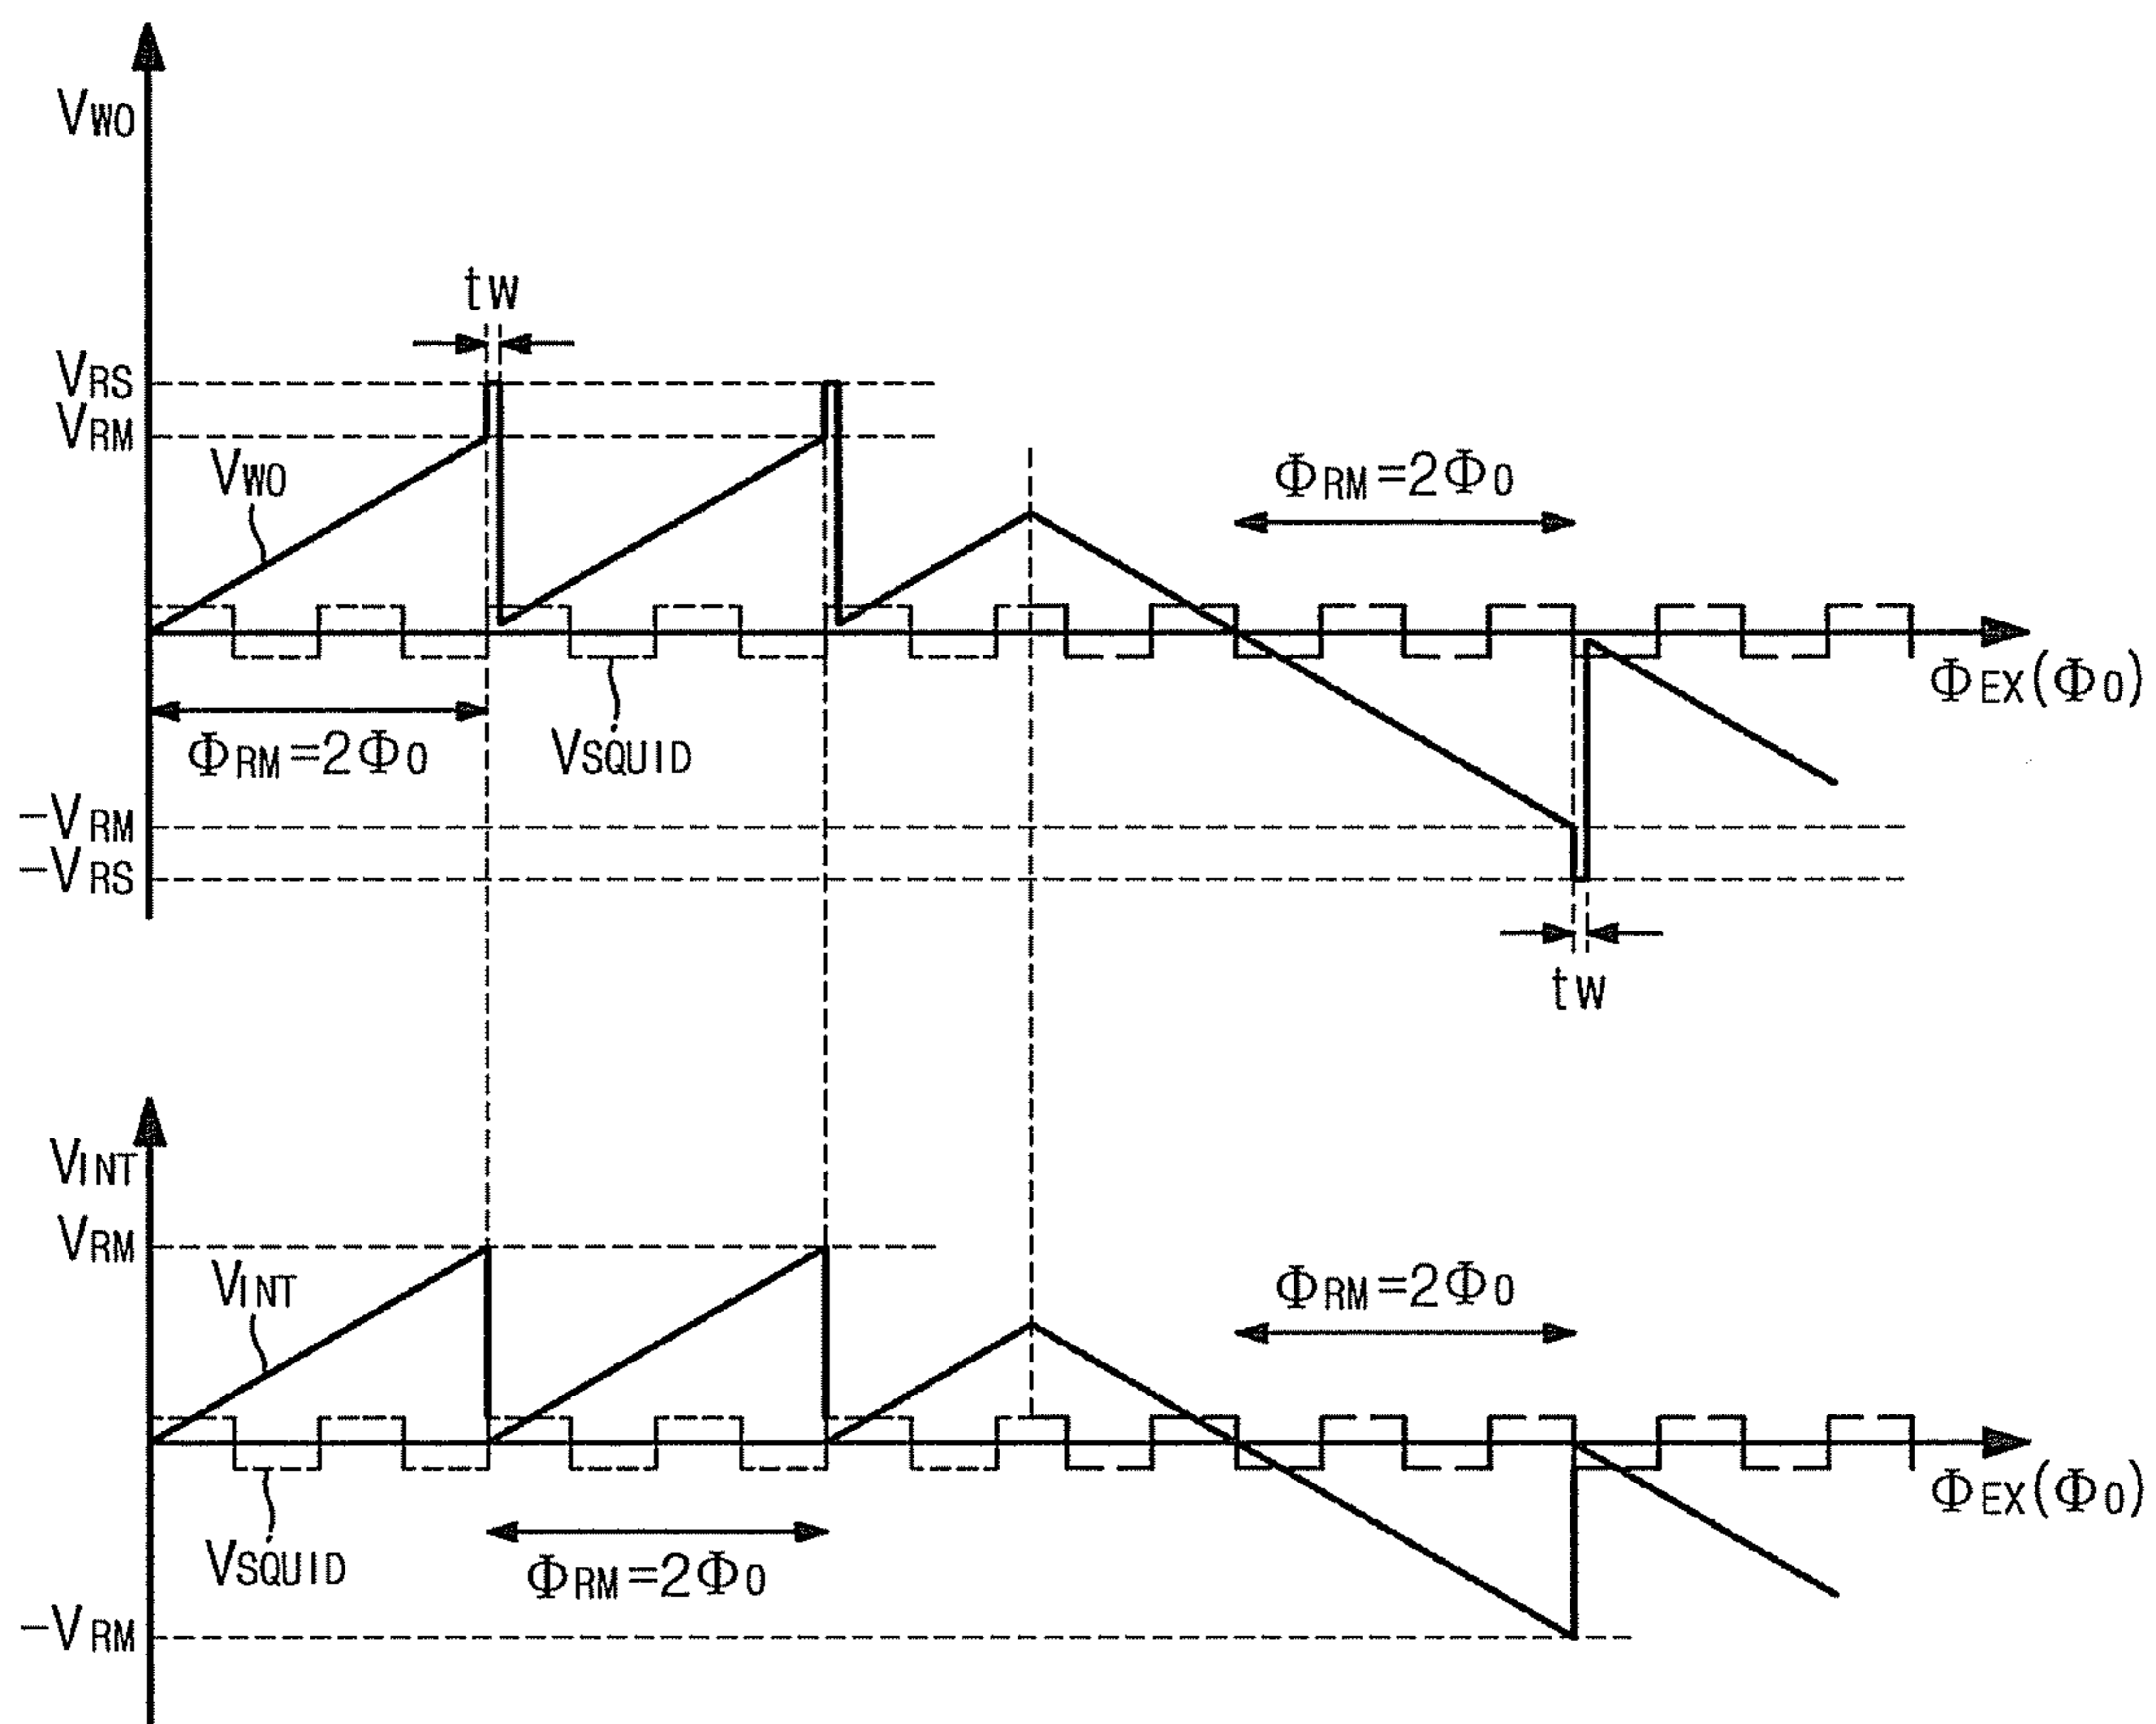 VWO
tw
VRS
VRM
VWO
ΦRM=2Φ0
ΦEX(Φ0)
ΦRM=2Φ0
VSQUID
-VRM
-VRS
tw
VINT
VRM
VINT
ΦRM=2Φ0
ΦEX(Φ0)
VSQUID
ΦRM=2Φ0
-VRM